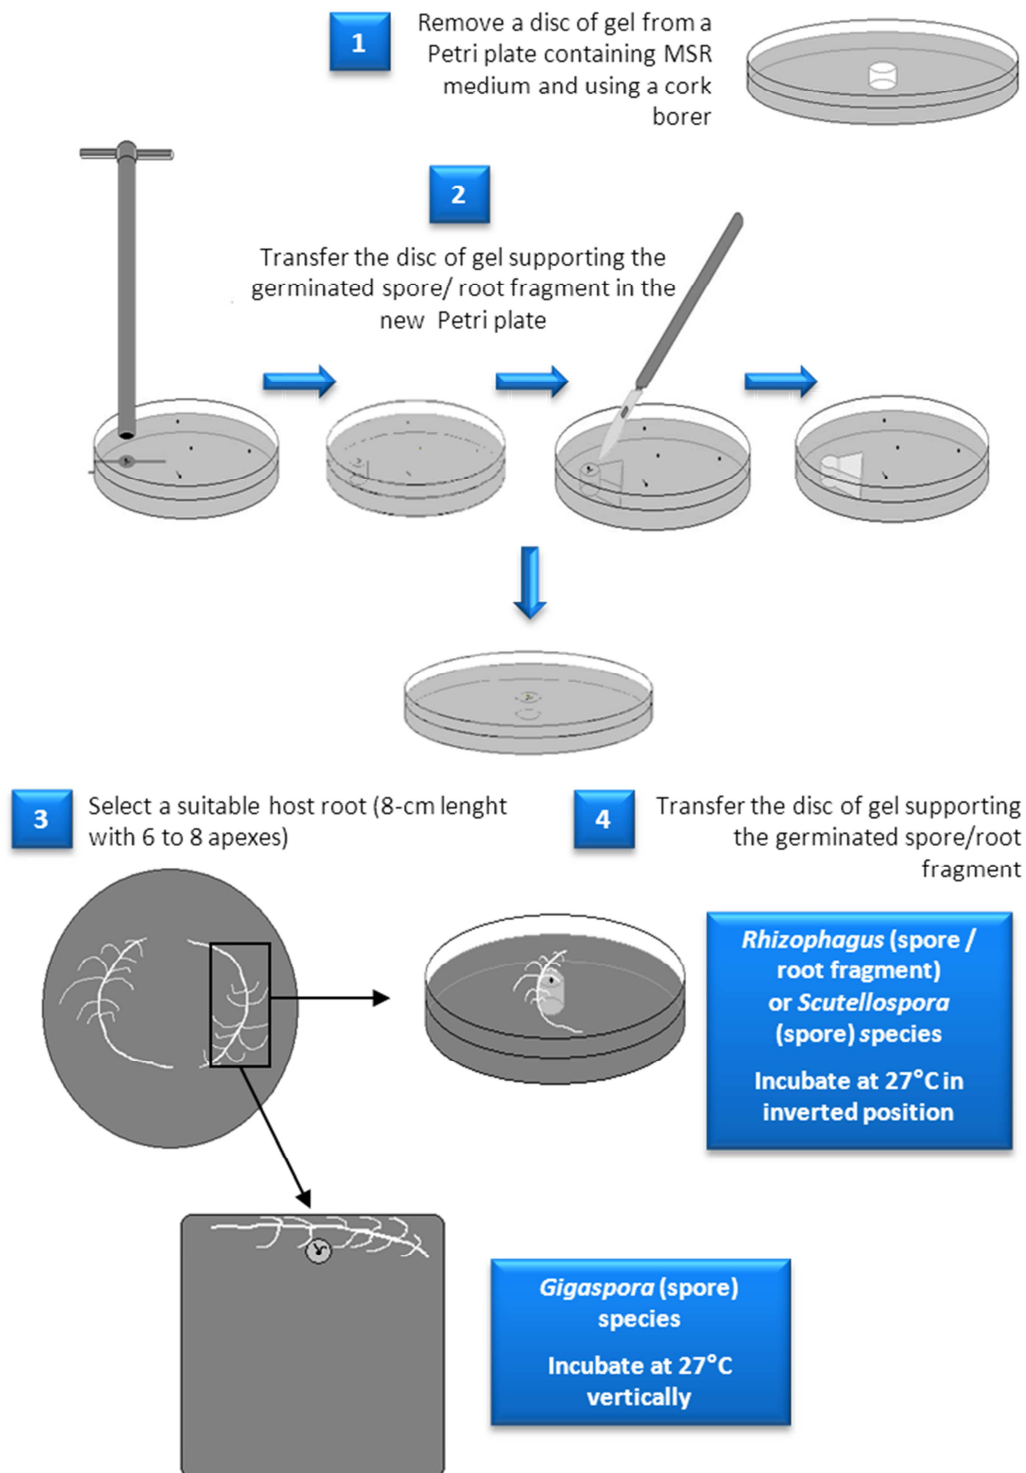 1
Remove a disc of gel from a
Petri plate containing MSR
medium and using a cork
borer
2
Transfer the disc of gel supporting the
germinated spore/ root fragment in the
new Petri plate
3
Select a suitable host root (8-cm lenght
with 6 to 8 apexes)
4
Transfer the disc of gel supporting
the germinated spore/root
fragment
Rhizophagus (spore /
root fragment)
or Scutellospora
(spore) species
Incubate at 27°C in
inverted position
Gigaspora (spore)
species
Incubate at 27°C
vertically